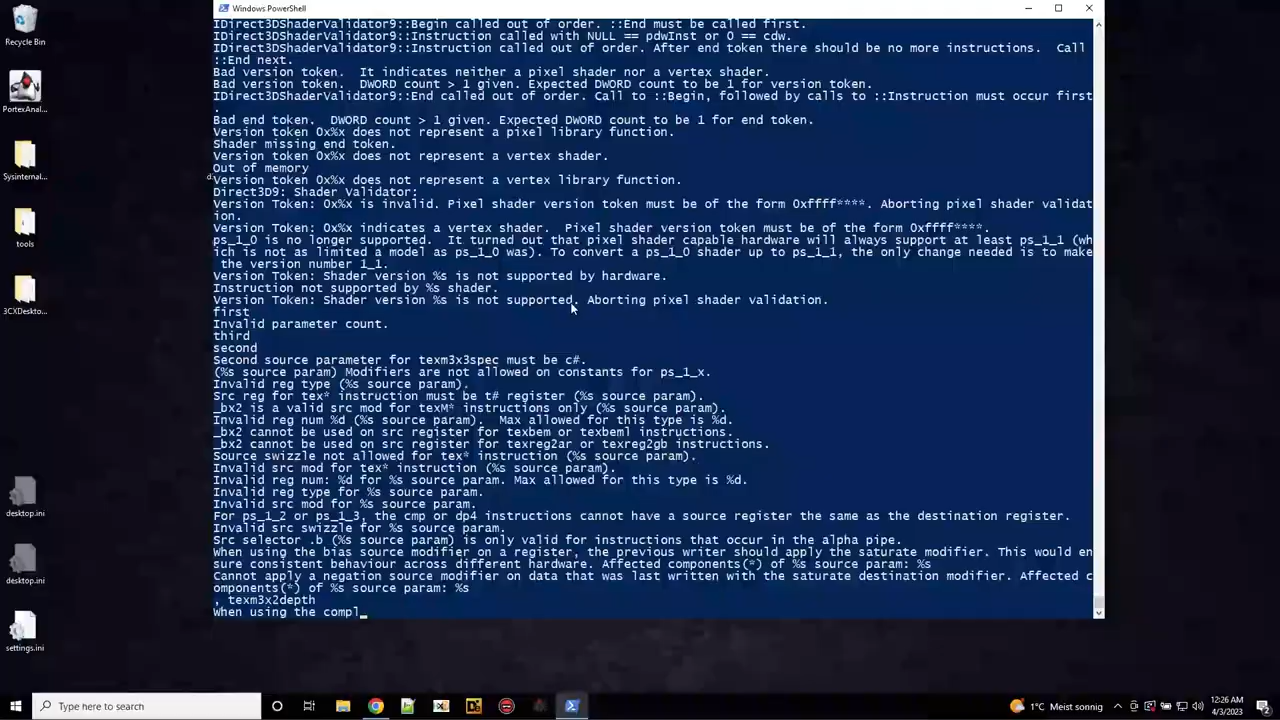 Windows PowerShell
IDirect3DShaderValidator9::Begin called out of order. ::End must be called first.
IDirect3DShaderValidator9::Instruction called with NULL == pdwInst or 0 == cdw.
IDirect3DShaderValidator9::Instruction called out of order. After end token there should be no more instructions.  Call
::End next.
Bad version token.  It indicates neither a pixel shader nor a vertex shader.
Bad version token.  DWORD count > 1 given. Expected DWORD count to be 1 for version token.
IDirect3DShaderValidator9::End called out of order. Call to ::Begin, followed by calls to ::Instruction must occur first
.
Bad end token.  DWORD count > 1 given. Expected DWORD count to be 1 for end token.
Version token 0x%x does not represent a pixel library function.
Shader missing end token.
Version token 0x%x does not represent a vertex shader.
Out of memory
Version token 0x%x does not represent a vertex library function.
Direct3D9: Shader Validator:
Version Token: 0x%x is invalid. Pixel shader version token must be of the form 0xffff****. Aborting pixel shader validat
ion.
Version Token: 0x%x indicates a vertex shader.  Pixel shader version token must be of the form 0xffff****.
ps_1_0 is no longer supported.  It turned out that pixel shader capable hardware will always support at least ps_1_1 (wh
ich is not as limited a model as ps_1_0 was). To convert a ps_1_0 shader up to ps_1_1, the only change needed is to make
 the version number 1_1.
Version Token: Shader version %s is not supported by hardware.
Instruction not supported by %s shader.
Version Token: Shader version %s is not supported. Aborting pixel shader validation.
first
Invalid parameter count.
third
second
Second source parameter for texm3x3spec must be c#.
(%s source param) Modifiers are not allowed on constants for ps_1_x.
Invalid reg type (%s source param).
Src reg for tex* instruction must be t# register (%s source param).
_bx2 is a valid src mod for texM* instructions only (%s source param).
Invalid reg num %d (%s source param).  Max allowed for this type is %d.
_bx2 cannot be used on src register for texbem or texbeml instructions.
_bx2 cannot be used on src register for texreg2ar or texreg2gb instructions.
Source swizzle not allowed for tex* instruction (%s source param).
Invalid src mod for tex* instruction (%s source param).
Invalid reg num: %d for %s source param. Max allowed for this type is %d.
Invalid reg type for %s source param.
Invalid src mod for %s source param.
For ps_1_2 or ps_1_3, the cmp or dp4 instructions cannot have a source register the same as the destination register.
Invalid src swizzle for %s source param.
Src selector .b (%s source param) is only valid for instructions that occur in the alpha pipe.
When using the bias source modifier on a register, the previous writer should apply the saturate modifier. This would en
sure consistent behaviour across different hardware. Affected components(*) of %s source param: %s
Cannot apply a negation source modifier on data that was last written with the saturate destination modifier. Affected c
omponents(*) of %s source param: %s
, texm3x2depth
When using the compl
Recycle Bin
PortexAnal...
Sysinternal...
tools
3CXDeskto...
desktop.ini
desktop.ini
settings.ini
Type here to search
1°C Meist sonnig
12:26 AM
4/3/2023